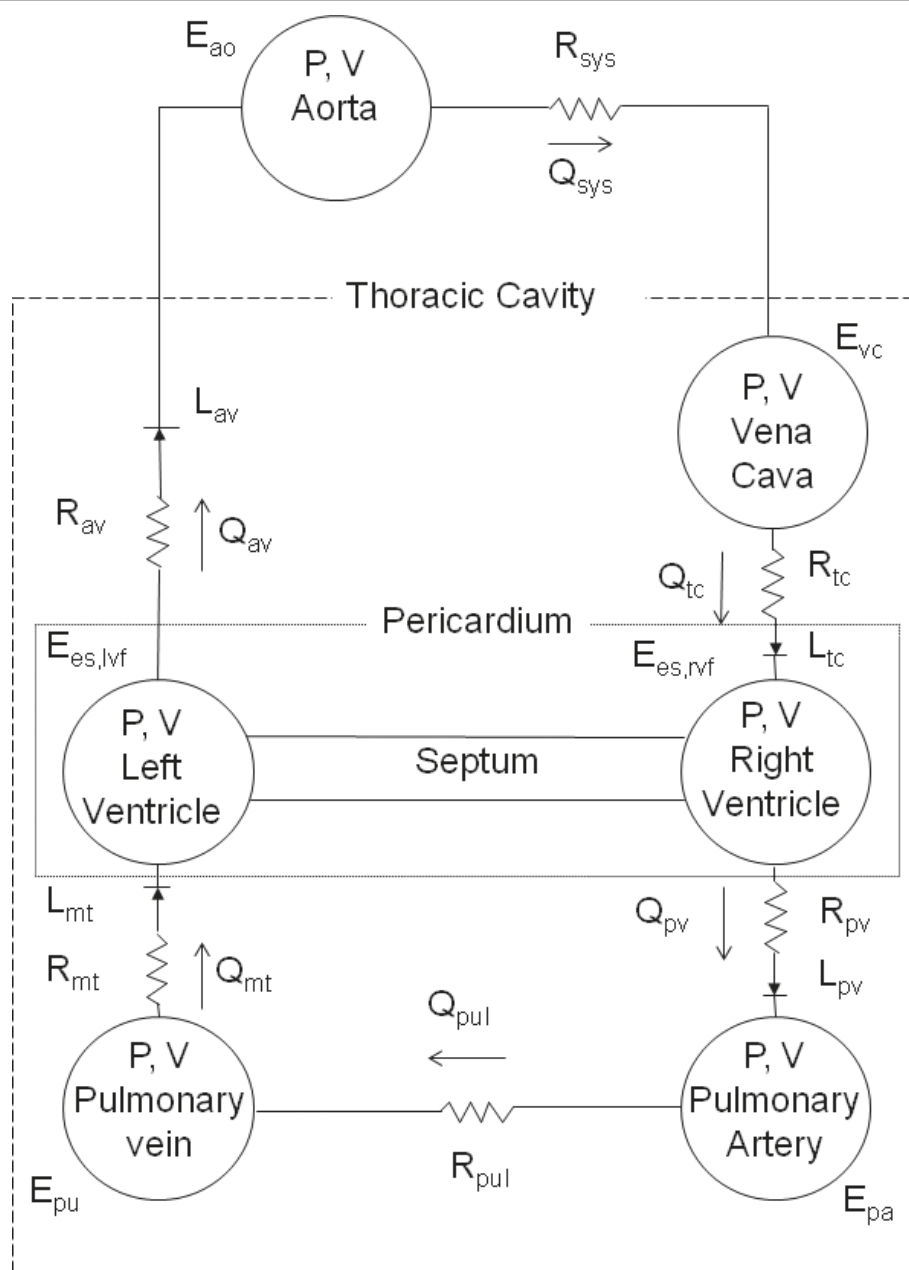 E_ao
P, V
Aorta
R_sys
Q_sys
Thoracic Cavity
E_vc
P, V
Vena
Cava
L_av
R_av
Q_av
Q_tc
R_tc
Pericardium
E_es,lvf
E_es,rvf
L_tc
P, V
Left
Ventricle
Septum
P, V
Right
Ventricle
L_mt
R_mt
Q_mt
Q_pv
R_pv
L_pv
Q_pul
P, V
Pulmonary
vein
E_pu
R_pul
P, V
Pulmonary
Artery
E_pa